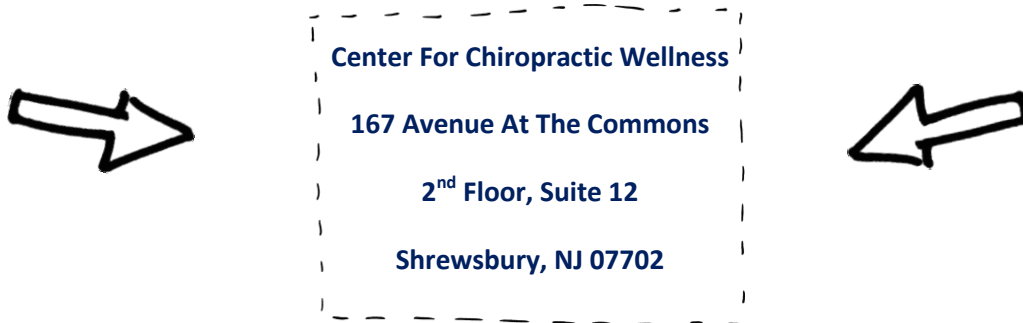 Center For Chiropractic Wellness
167 Avenue At The Commons
2nd Floor, Suite 12
Shrewsbury, NJ 07702